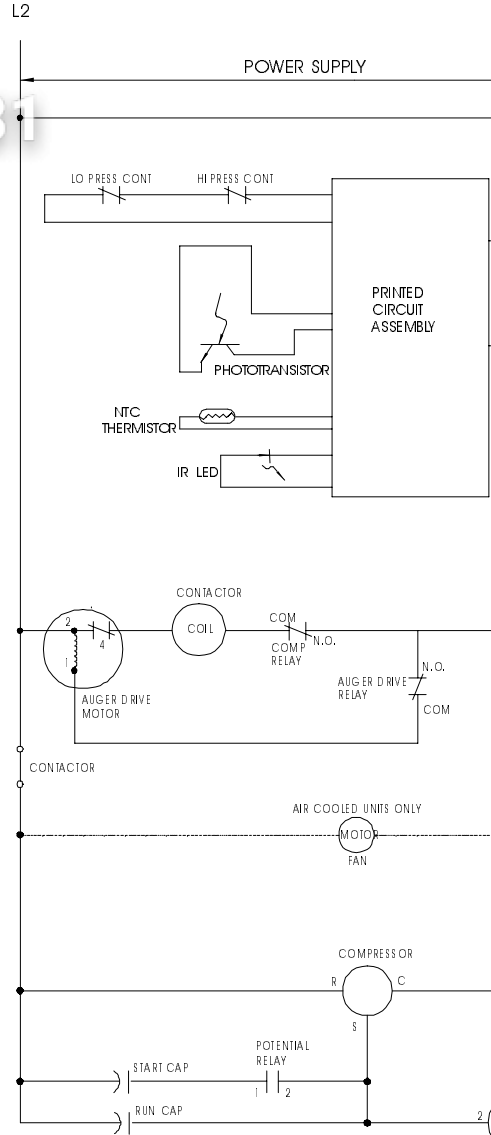 L2
POWER SUPPLY
31
LO PRESS CONT
HI PRESS CONT
PRINTED
CIRCUIT
ASSEMBLY
PHOTOTRANSISTOR
NTC
THERMISTOR
IR LED
CONTACTOR
COIL
COM
N.O.
COMP
RELAY
2
4
1
AUGER DRIVE
MOTOR
N.O.
AUGER DRIVE
RELAY
COM
CONTACTOR
AIR COOLED UNITS ONLY
MOTOR
FAN
COMPRESSOR
R
C
S
POTENTIAL
RELAY
START CAP
1
2
RUN CAP
2